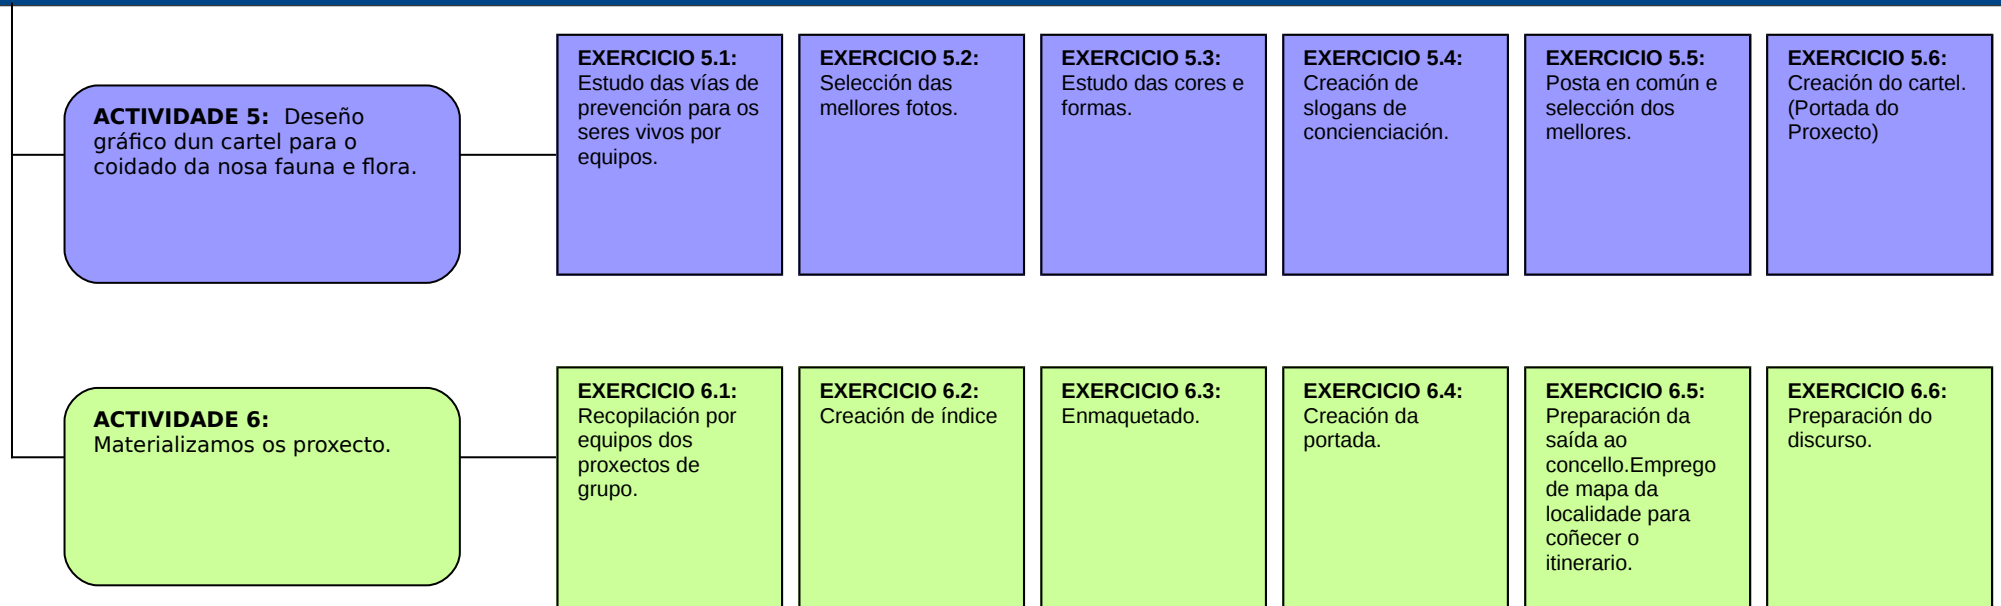 ACTIVIDADE 5:  Deseño
gráfico dun cartel para o
coidado da nosa fauna e flora.
EXERCICIO 5.1:
Estudo das vías de
prevención para os
seres vivos por
equipos.
EXERCICIO 5.2:
Selección das
mellores fotos.
EXERCICIO 5.3:
Estudo das cores e
formas.
EXERCICIO 5.4:
Creación de
slogans de
concienciación.
EXERCICIO 5.5:
Posta en común e
selección dos
mellores.
EXERCICIO 5.6:
Creación do cartel.
(Portada do
Proxecto)
ACTIVIDADE 6:
Materializamos os proxecto.
EXERCICIO 6.1:
Recopilación por
equipos dos
proxectos de
grupo.
EXERCICIO 6.2:
Creación de índice
EXERCICIO 6.3:
Enmaquetado.
EXERCICIO 6.4:
Creación da
portada.
EXERCICIO 6.5:
Preparación da
saída ao
concello.Emprego
de mapa da
localidade para
coñecer o
itinerario.
EXERCICIO 6.6:
Preparación do
discurso.